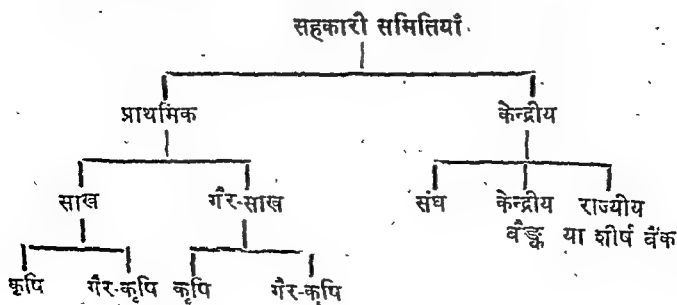 सहकारी समितियाँ
प्राथमिक केन्द्रीय
साख गैर-साख संघ केन्द्रीय राज्यीय
बैङ्क या शीर्ष बैंक
कृषि गैर-कृषि कृषि गैर-कृषि